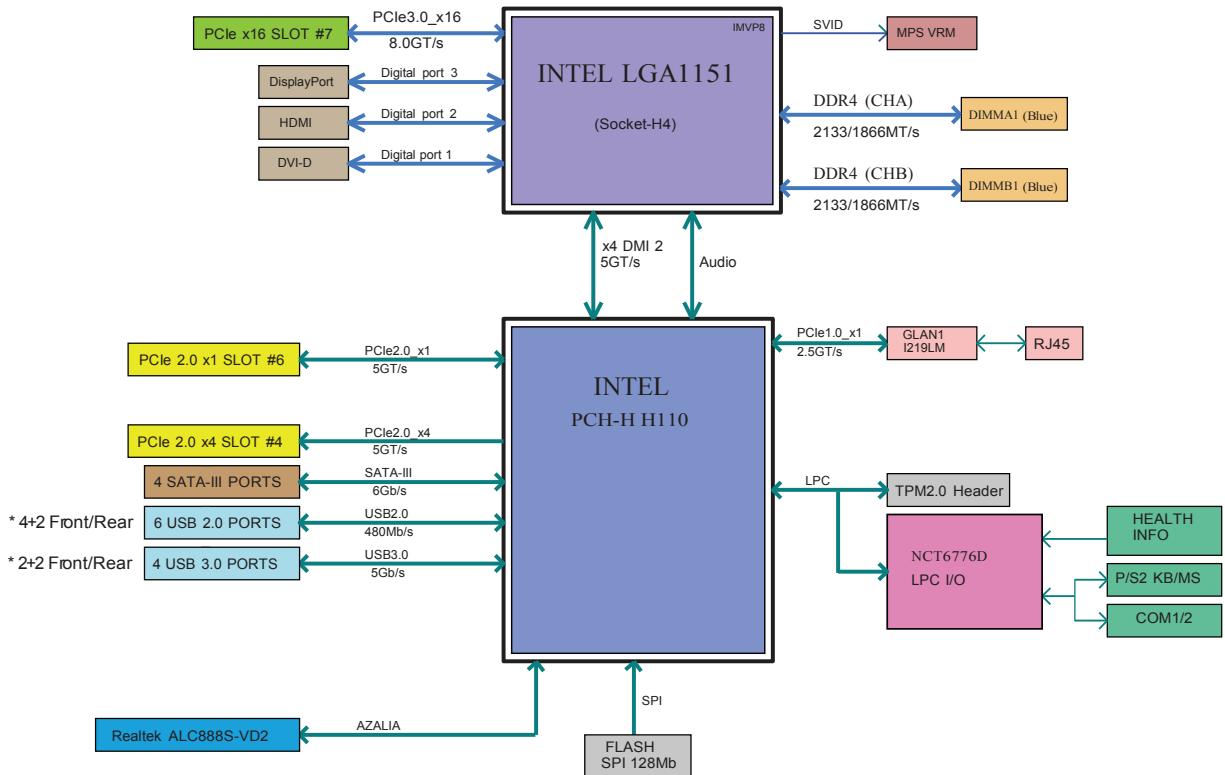 PCIe x16 SLOT #7
PCIe3.0_x16
8.0GT/s
DisplayPort
Digital port 3
HDMI
Digital port 2
DVI-D
Digital port 1
IMVP8
INTEL LGA1151
(Socket-H4)
SVID
MPS VRM
DDR4 (CHA)
2133/1866MT/s
DIMMA1 (Blue)
DDR4 (CHB)
2133/1866MT/s
DIMMB1 (Blue)
x4 DMI 2
5GT/s
Audio
PCIe 2.0 x1 SLOT #6
PCIe2.0_x1
5GT/s
PCIe 2.0 x4 SLOT #4
PCIe2.0_x4
5GT/s
4 SATA-III PORTS
SATA-III
6Gb/s
* 4+2 Front/Rear
6 USB 2.0 PORTS
USB2.0
480Mb/s
* 2+2 Front/Rear
4 USB 3.0 PORTS
USB3.0
5Gb/s
INTEL
PCH-H H110
PCIe1.0_x1
2.5GT/s
GLAN1
I219LM
RJ45
LPC
TPM2.0 Header
NCT6776D
LPC I/O
HEALTH
INFO
P/S2 KB/MS
COM1/2
Realtek ALC888S-VD2
AZALIA
SPI
FLASH
SPI 128Mb